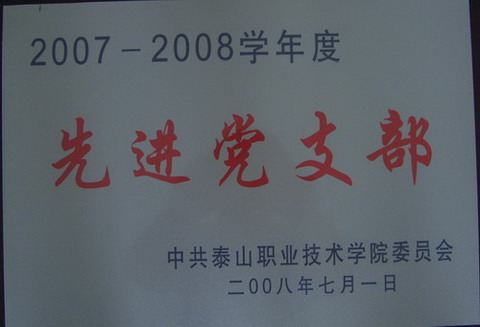 2007－2008学年度
先进党支部
中共泰山职业技术学院委员会
二00八年七月一日